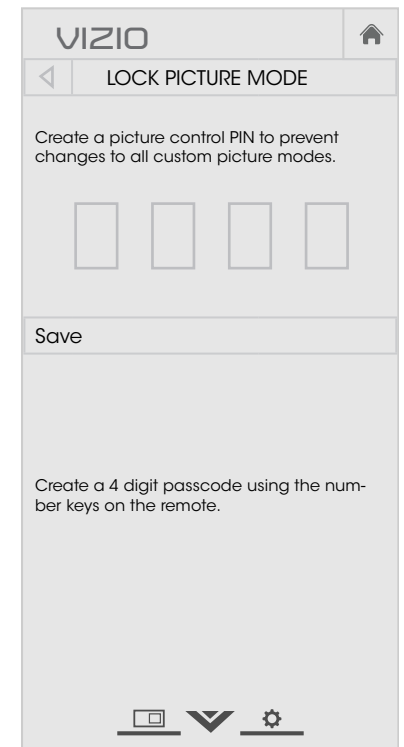 VIZIO
LOCK PICTURE MODE
Create a picture control PIN to prevent
changes to all custom picture modes.
Save
Create a 4 digit passcode using the num-
ber keys on the remote.